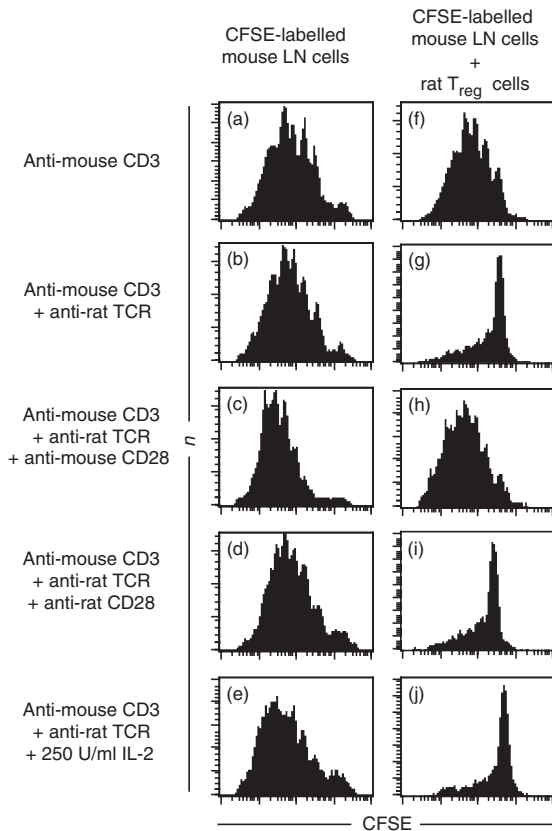 CFSE-labelled
mouse LN cells
CFSE-labelled
mouse LN cells
+
rat Treg cells
Anti-mouse CD3
(a)
(f)
Anti-mouse CD3
+ anti-rat TCR
(b)
(g)
Anti-mouse CD3
+ anti-rat TCR
+ anti-mouse CD28
n
(c)
(h)
Anti-mouse CD3
+ anti-rat TCR
+ anti-rat CD28
(d)
(i)
Anti-mouse CD3
+ anti-rat TCR
+ 250 U/ml IL-2
(e)
(j)
CFSE